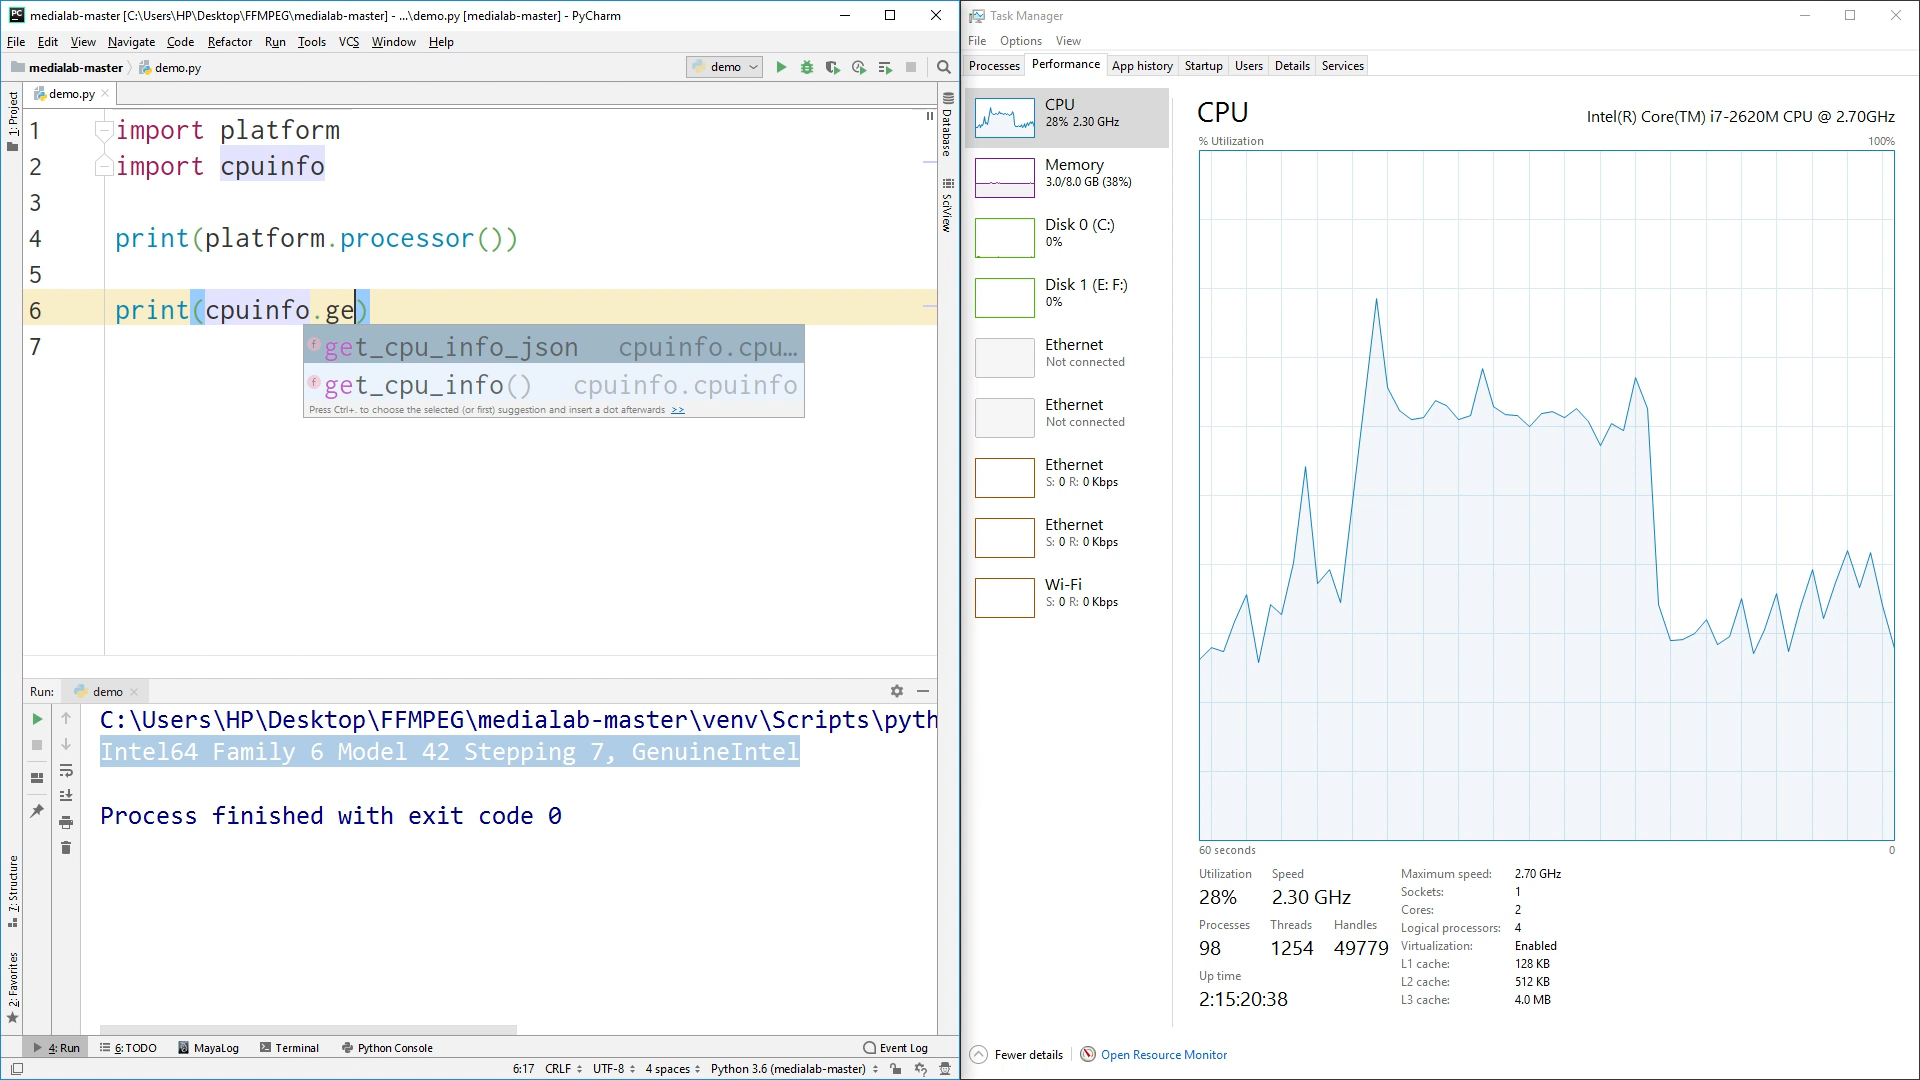 medialab-master [C:\Users\HP\Desktop\FFMPEG\medialab-master] - ...\demo.py [medialab-master] - PyCharm
File Edit View Navigate Code Refactor Run Tools VCS Window Help
medialab-master demo.py
demo
demo.py
1: Project
Database
SciView
1 import platform
2 import cpuinfo
3
4 print(platform.processor())
5
6 print(cpuinfo.ge)
7
f get_cpu_info_json cpuinfo.cpu...
f get_cpu_info() cpuinfo.cpuinfo
Press Ctrl+. to choose the selected (or first) suggestion and insert a dot afterwards >>
Run: demo
C:\Users\HP\Desktop\FFMPEG\medialab-master\venv\Scripts\pyth
Intel64 Family 6 Model 42 Stepping 7, GenuineIntel
Process finished with exit code 0
7: Structure
2: Favorites
4: Run 6: TODO MayaLog Terminal Python Console Event Log
6:17 CRLF UTF-8 4 spaces Python 3.6 (medialab-master)
Task Manager
File Options View
Processes Performance App history Startup Users Details Services
CPU
28% 2.30 GHz
Memory
3.0/8.0 GB (38%)
Disk 0 (C:)
0%
Disk 1 (E: F:)
0%
Ethernet
Not connected
Ethernet
Not connected
Ethernet
S: 0 R: 0 Kbps
Ethernet
S: 0 R: 0 Kbps
Wi-Fi
S: 0 R: 0 Kbps
CPU
Intel(R) Core(TM) i7-2620M CPU @ 2.70GHz
% Utilization 100%
60 seconds 0
Utilization Speed
28% 2.30 GHz
Processes Threads Handles
98 1254 49779
Up time
2:15:20:38
Maximum speed: 2.70 GHz
Sockets: 1
Cores: 2
Logical processors: 4
Virtualization: Enabled
L1 cache: 128 KB
L2 cache: 512 KB
L3 cache: 4.0 MB
Fewer details Open Resource Monitor